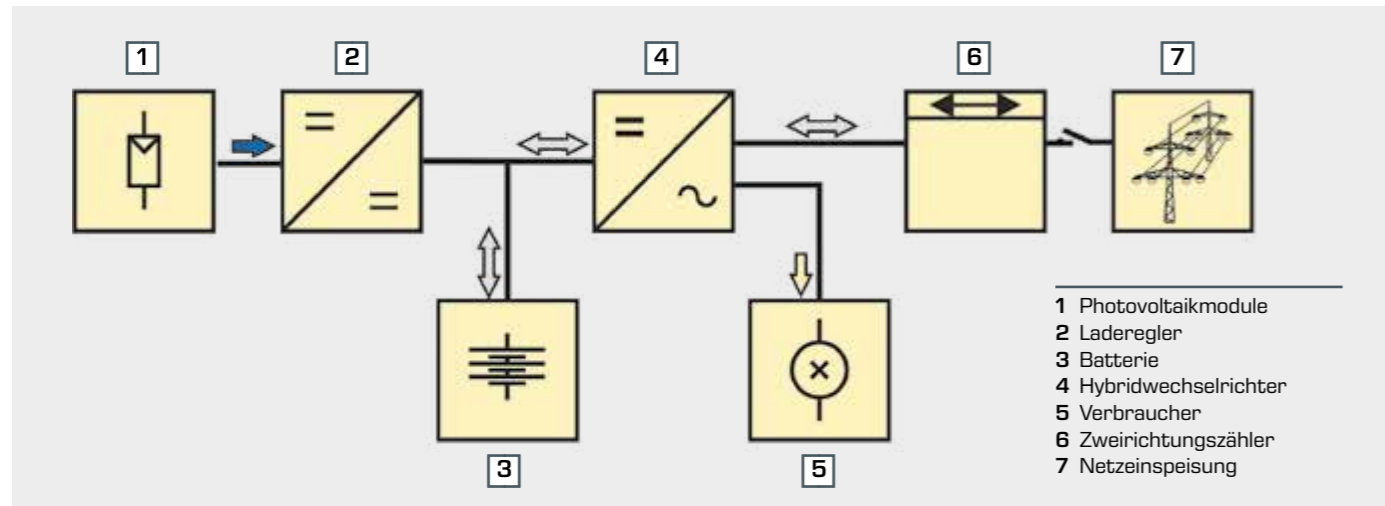 1
2
4
6
7
3
5
1 Photovoltaikmodule
2 Laderegler
3 Batterie
4 Hybridwechselrichter
5 Verbraucher
6 Zweirichtungszähler
7 Netzeinspeisung